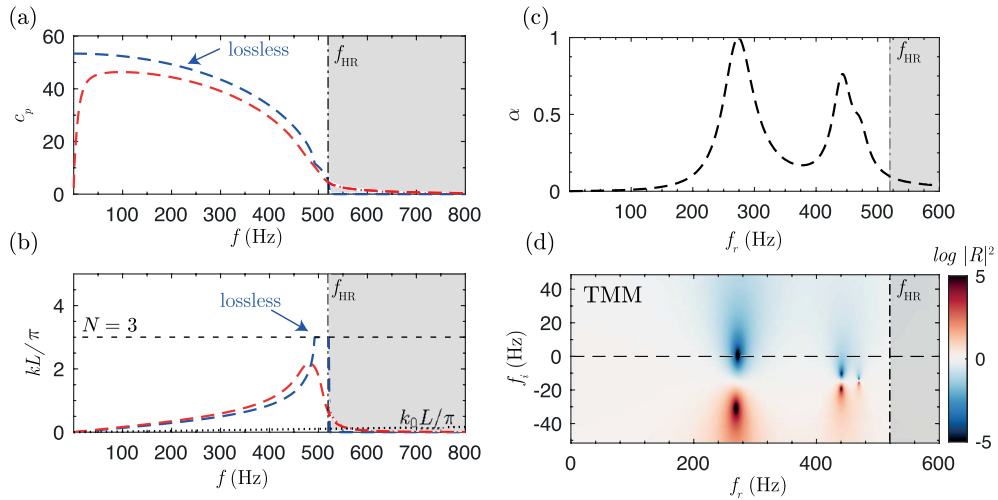 (a)
60
40
20
0
c_p
lossless
f_HR
100 200 300 400 500 600 700 800
f (Hz)
(b)
4
2
0
kL/π
N = 3
lossless
f_HR
k_0L/π
100 200 300 400 500 600 700 800
f (Hz)
(c)
1
0.5
0
α
f_HR
100 200 300 400 500 600
f_r (Hz)
(d)
TMM
f_HR
log |R|²
40
20
0
-20
-40
f_i (Hz)
5
0
-5
0 200 400 600
f_r (Hz)